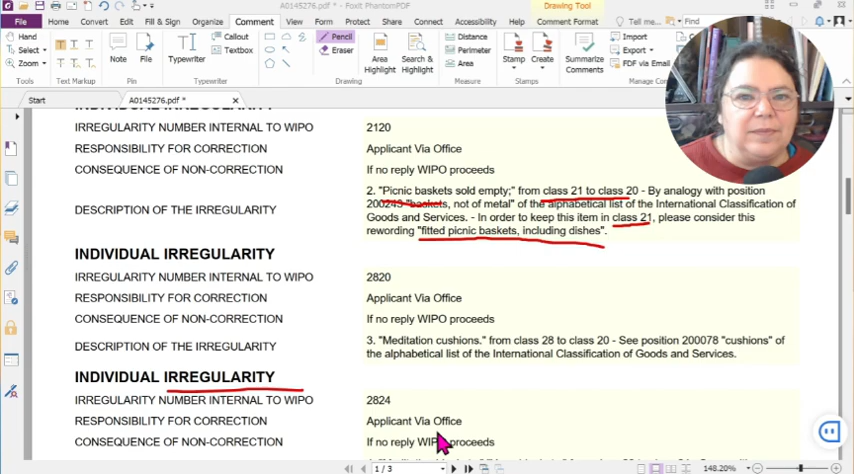 A0145276.pdf * - Foxit PhantomPDF
Drawing Tool
File
Home
Convert
Edit
Fill & Sign
Organize
Comment
View
Form
Protect
Share
Connect
Accessibility
Help
Comment Format
Tell me...
Find
Hand
Select
Zoom
Tools
Text Markup
Note
File
Pin
Typewriter
Callout
Textbox
Typewriter
Pencil
Eraser
Drawing
Area Highlight
Search & Highlight
Distance
Perimeter
Area
Measure
Stamp
Create
Stamps
Summarize Comments
Import
Export
FDF via Email
Start
A0145276.pdf *
INDIVIDUAL IRREGULARITY
IRREGULARITY NUMBER INTERNAL TO WIPO 2120
RESPONSIBILITY FOR CORRECTION Applicant Via Office
CONSEQUENCE OF NON-CORRECTION If no reply WIPO proceeds
DESCRIPTION OF THE IRREGULARITY
2. "Picnic baskets sold empty;" from class 21 to class 20 - By analogy with position
200243 "baskets, not of metal" of the alphabetical list of the International Classification of
Goods and Services. - In order to keep this item in class 21, please consider this
rewording "fitted picnic baskets, including dishes".
INDIVIDUAL IRREGULARITY
IRREGULARITY NUMBER INTERNAL TO WIPO 2820
RESPONSIBILITY FOR CORRECTION Applicant Via Office
CONSEQUENCE OF NON-CORRECTION If no reply WIPO proceeds
DESCRIPTION OF THE IRREGULARITY
3. "Meditation cushions." from class 28 to class 20 - See position 200078 "cushions" of
the alphabetical list of the International Classification of Goods and Services.
INDIVIDUAL IRREGULARITY
IRREGULARITY NUMBER INTERNAL TO WIPO 2824
RESPONSIBILITY FOR CORRECTION Applicant Via Office
CONSEQUENCE OF NON-CORRECTION If no reply WIPO proceeds
1 / 3
148.20%